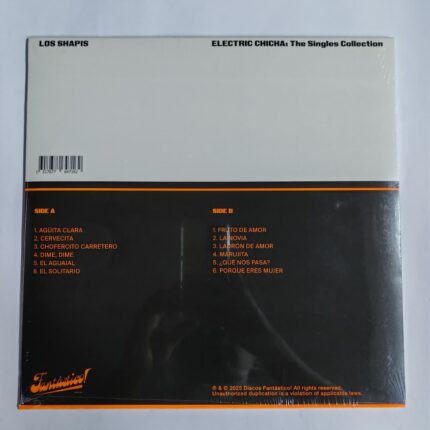 LOS SHAPIS
ELECTRIC CHICHA: The Singles Collection
SIDE A
1. AGÜITA CLARA
2. CERVECITA
3. CHOFERCITO CARRETERO
4. DIME, DIME
5. EL AGUAJAL
6. EL SOLITARIO
SIDE B
1. FRUTO DE AMOR
2. LA NOVIA
3. LADRÓN DE AMOR
4. MARUJITA
5. ¿QUÉ NOS PASA?
6. PORQUE ERES MUJER
Fantástico!
℗ & © 2025 Discos Fantástico! All rights reserved.
Unauthorized duplication is a violation of applicable laws.